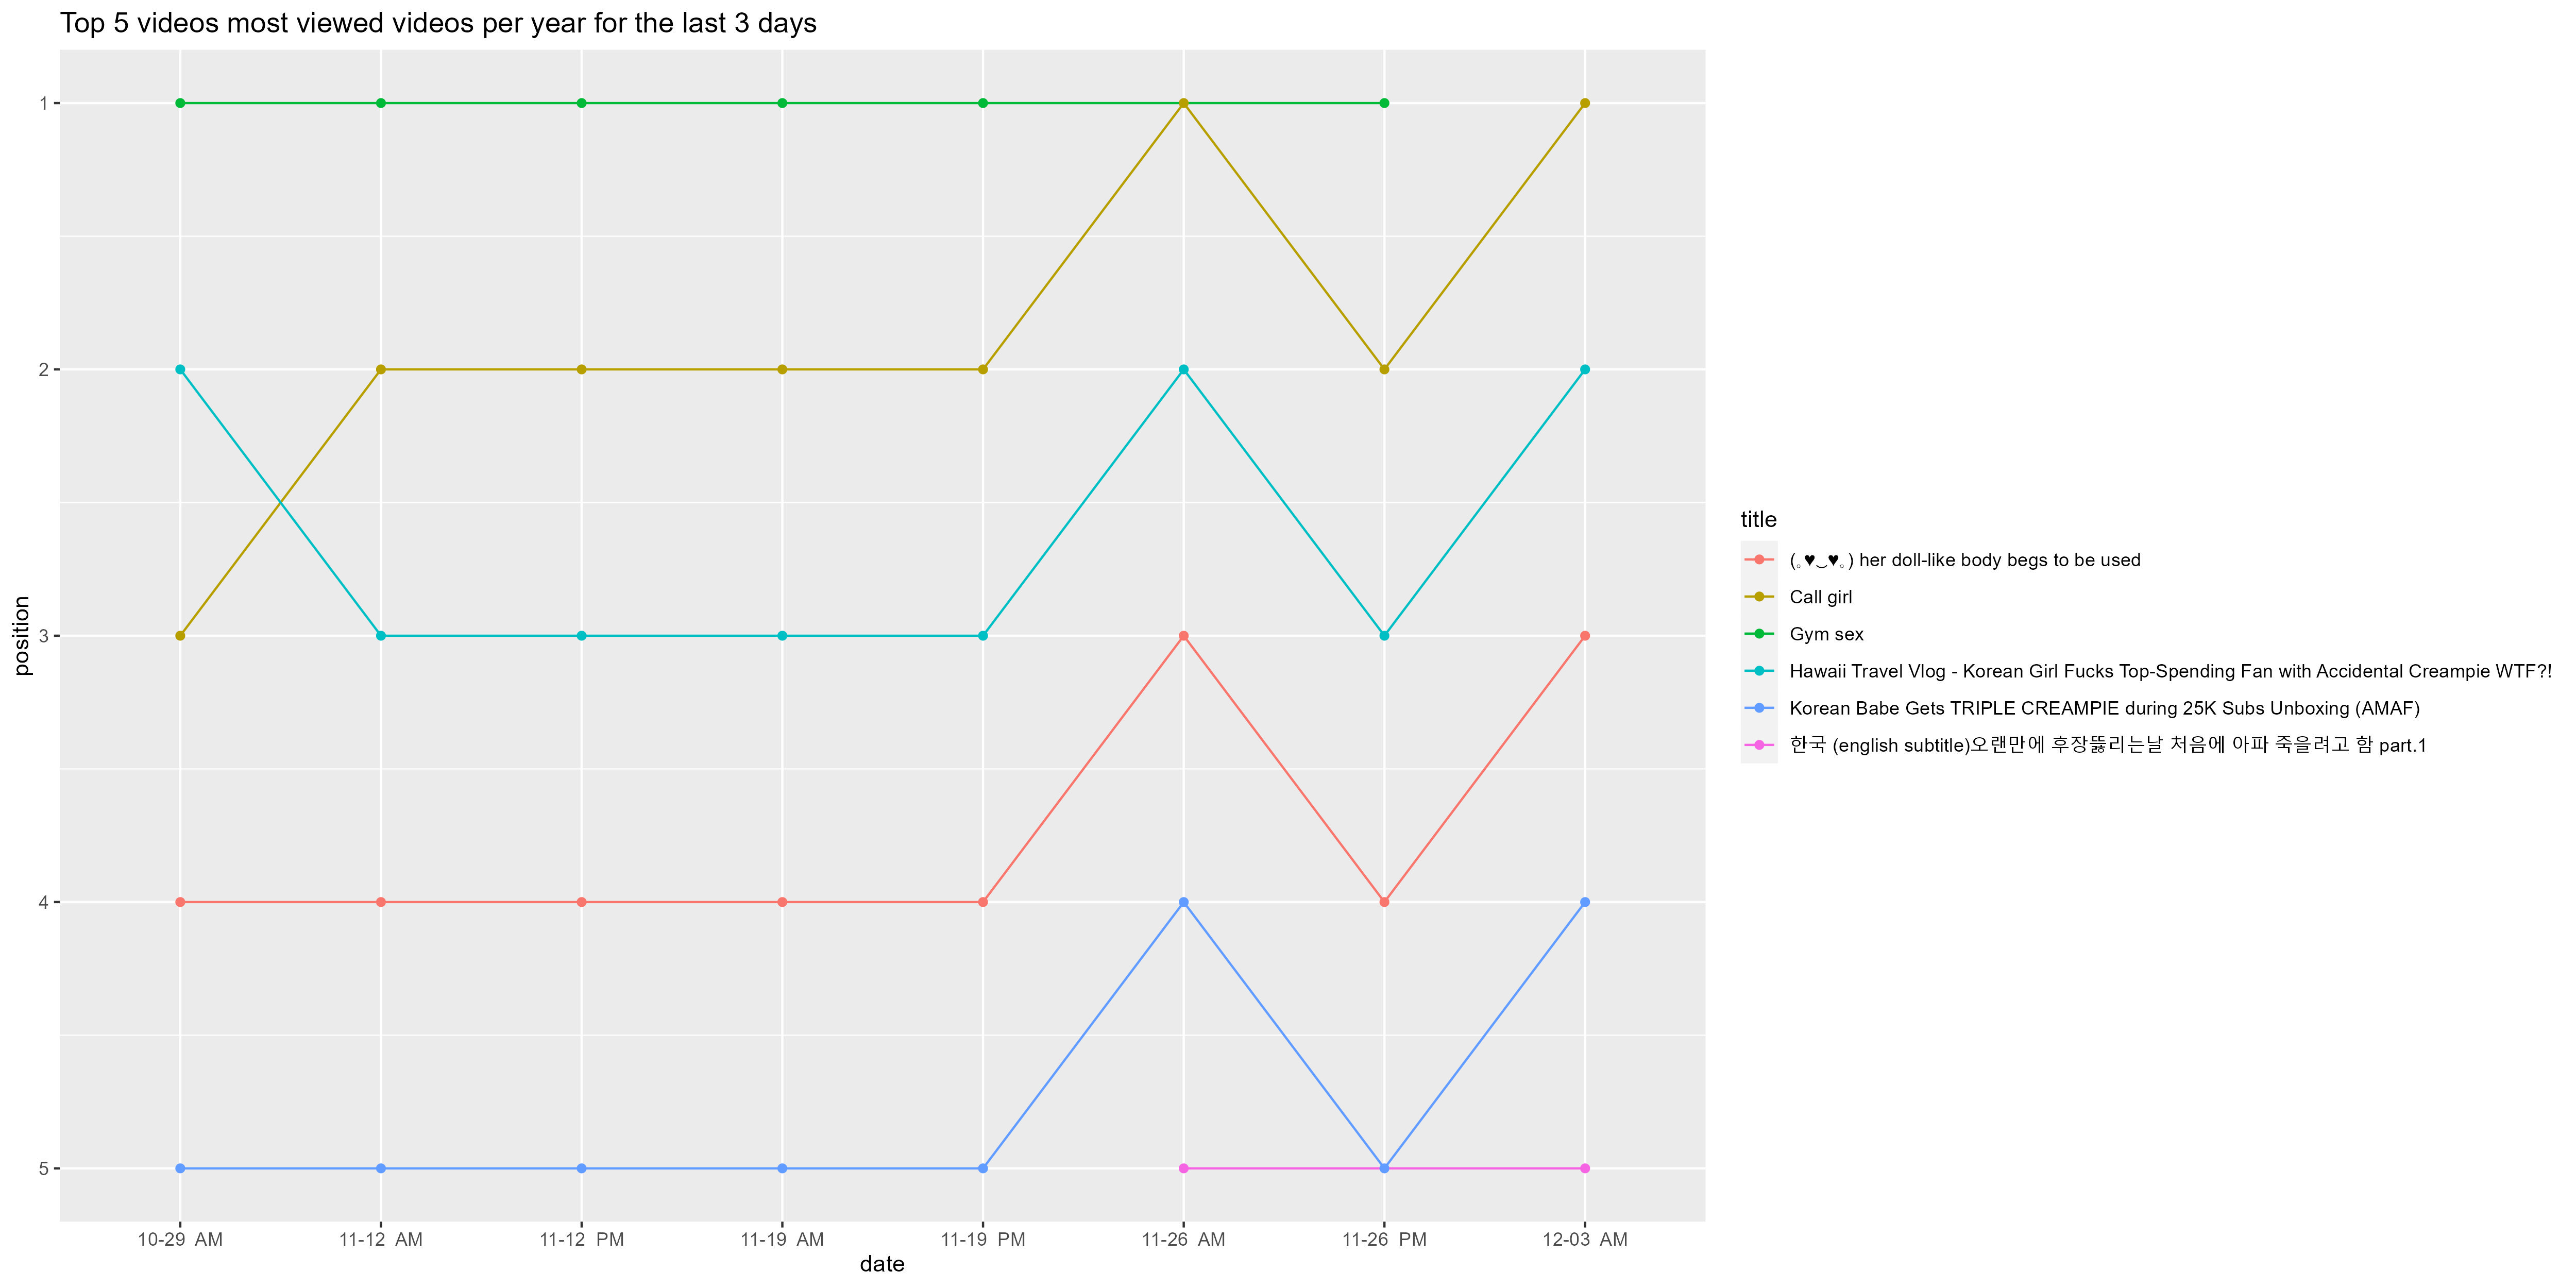 Top 5 videos most viewed videos per year for the last 3 days
1
2
3
4
5
position
10-29 AM
11-12 AM
11-12 PM
11-19 AM
11-19 PM
11-26 AM
11-26 PM
12-03 AM
date
title
(｡♥‿♥｡) her doll-like body begs to be used
Call girl
Gym sex
Hawaii Travel Vlog - Korean Girl Fucks Top-Spending Fan with Accidental Creampie WTF?!
Korean Babe Gets TRIPLE CREAMPIE during 25K Subs Unboxing (AMAF)
한국 (english subtitle)오랜만에 후장뚫리는날 처음에 아파 죽을려고 함 part.1